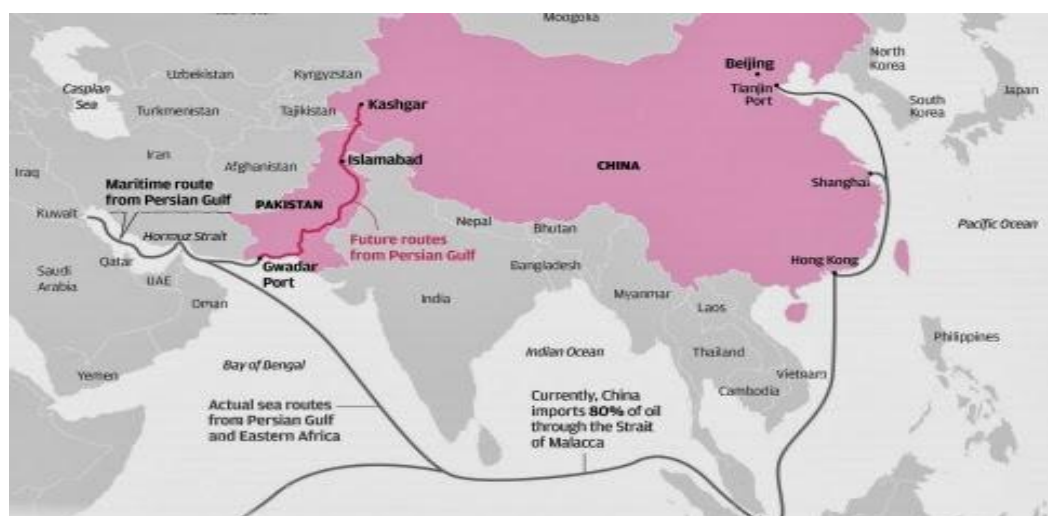 Moogoka
Uzbekistan
Kyrgyzstan
Beijing
North
Korea
Caspian
Sea
Turkmenistan
Tajikistan
Kashgar
Tianjin
Port
South
Korea
Japan
Iran
Afghanistan
Islamabad
CHINA
Iraq
Maritime route
from Persian Gulf
PAKISTAN
Shanghai
Kuwalt
Hormuz Strait
Nepal
Bhutan
Pacific Ocean
Future routes
from Persian Gulf
Qatar
Gwadar
Port
Bangladesh
Hong Kong
Saudi
Arabia
UAE
Oman
India
Myanmar
Laos
Philippines
Yemen
Bay of Bengal
Indian Ocean
Thailand
Vietnam
Cambodia
Actual sea routes
from Persian Gulf
and Eastern Africa
Currently, China
imports 80% of oil
through the Strait
of Malacca